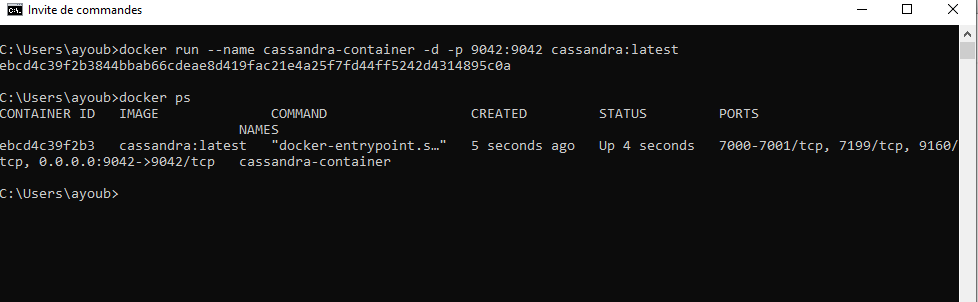 Invite de commandes
C:\Users\ayoub>docker run --name cassandra-container -d -p 9042:9042 cassandra:latest
ebcd4c39f2b3844bbab66cdeae8d419fac21e4a25f7fd44ff5242d4314895c0a
C:\Users\ayoub>docker ps
CONTAINER ID   IMAGE              COMMAND                  CREATED         STATUS         PORTS
NAMES
ebcd4c39f2b3   cassandra:latest   "docker-entrypoint.s…"   5 seconds ago   Up 4 seconds   7000-7001/tcp, 7199/tcp, 9160/
tcp, 0.0.0.0:9042->9042/tcp   cassandra-container
C:\Users\ayoub>